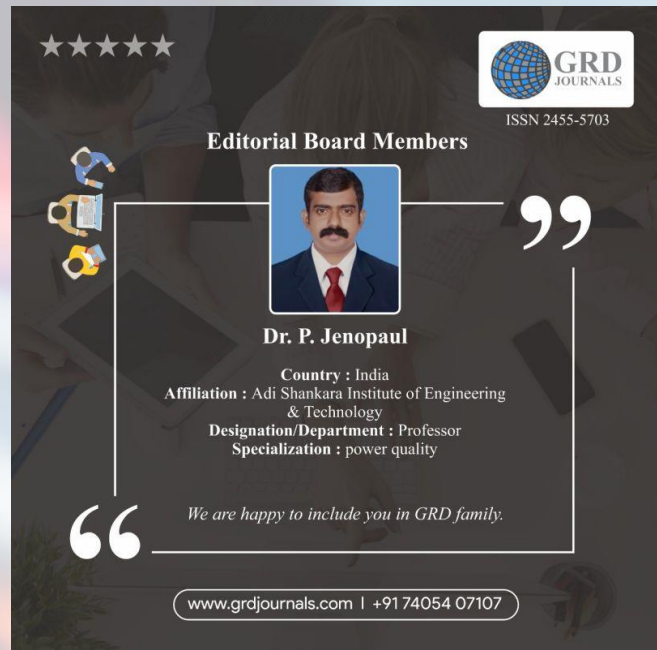 GRD
JOURNALS
ISSN 2455-5703
Editorial Board Members
Dr. P. Jenopaul
Country : India
Affiliation : Adi Shankara Institute of Engineering
& Technology
Designation/Department : Professor
Specialization : power quality
We are happy to include you in GRD family.
www.grdjournals.com | +91 74054 07107